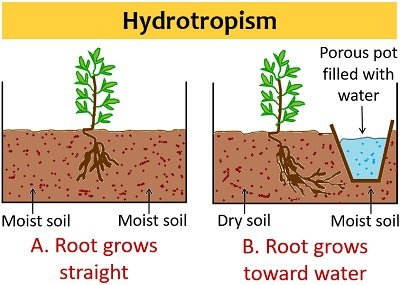 Hydrotropism
Porous pot
filled with
water
Moist soil
Moist soil
Dry soil
Moist soil
A. Root grows
straight
B. Root grows
toward water